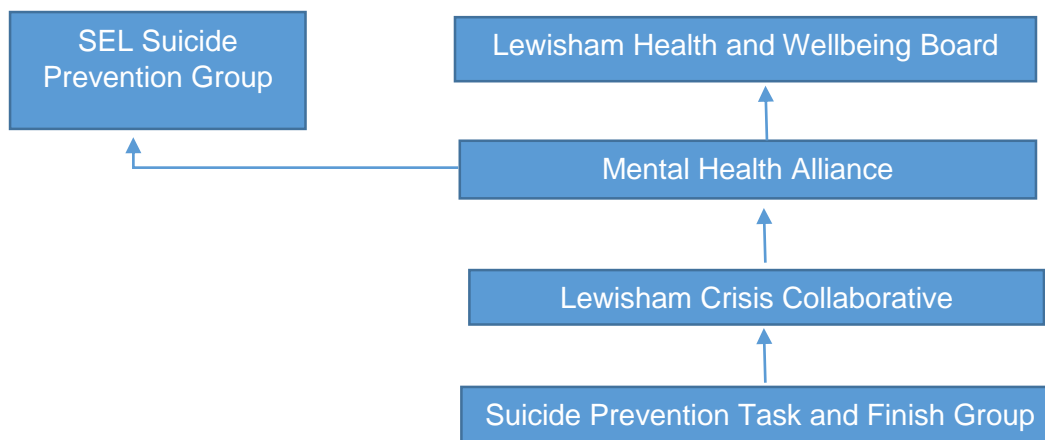 SEL Suicide
Prevention Group
Lewisham Health and Wellbeing Board
Mental Health Alliance
Lewisham Crisis Collaborative
Suicide Prevention Task and Finish Group